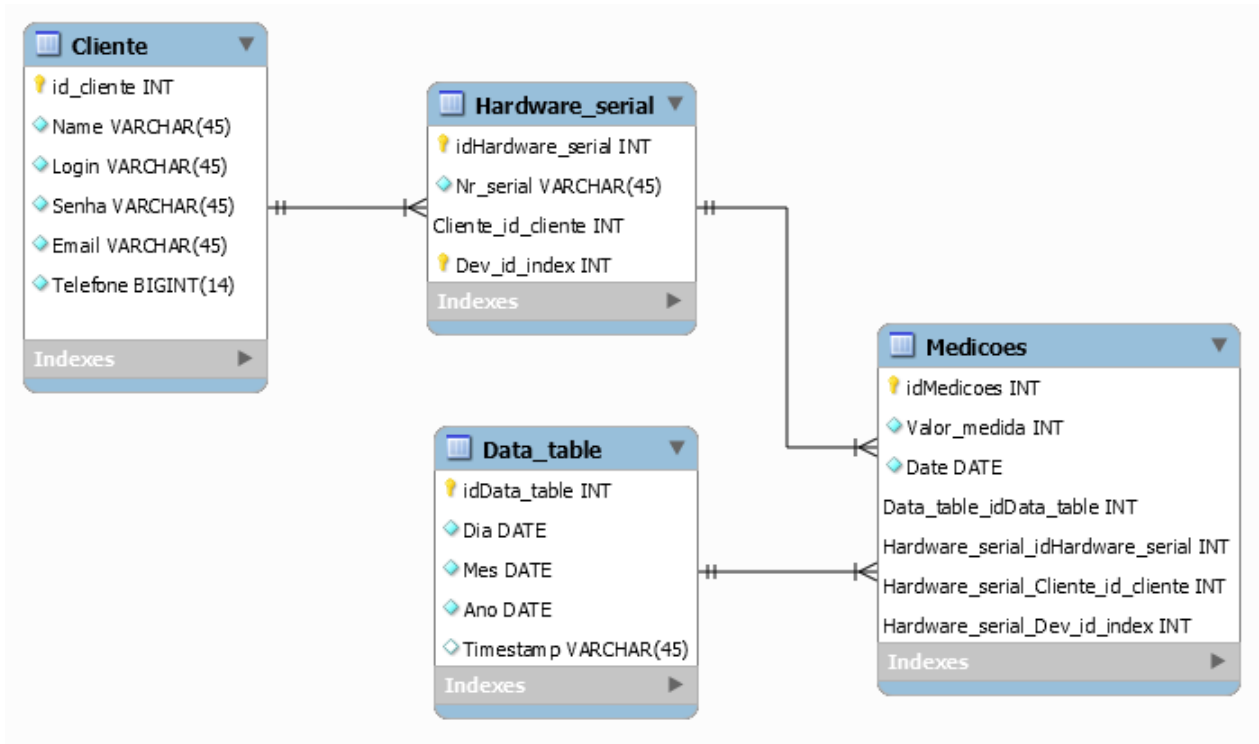 Cliente
id_cliente INT
Name VARCHAR(45)
Login VARCHAR(45)
Senha VARCHAR(45)
Email VARCHAR(45)
Telefone BIGINT(14)
Indexes
Hardware_serial
idHardware_serial INT
Nr_serial VARCHAR(45)
Cliente_id_cliente INT
Dev_id_index INT
Indexes
Data_table
idData_table INT
Dia DATE
Mes DATE
Ano DATE
Timestamp VARCHAR(45)
Indexes
Medicoes
idMedicoes INT
Valor_medida INT
Date DATE
Data_table_idData_table INT
Hardware_serial_idHardware_serial INT
Hardware_serial_Cliente_id_cliente INT
Hardware_serial_Dev_id_index INT
Indexes